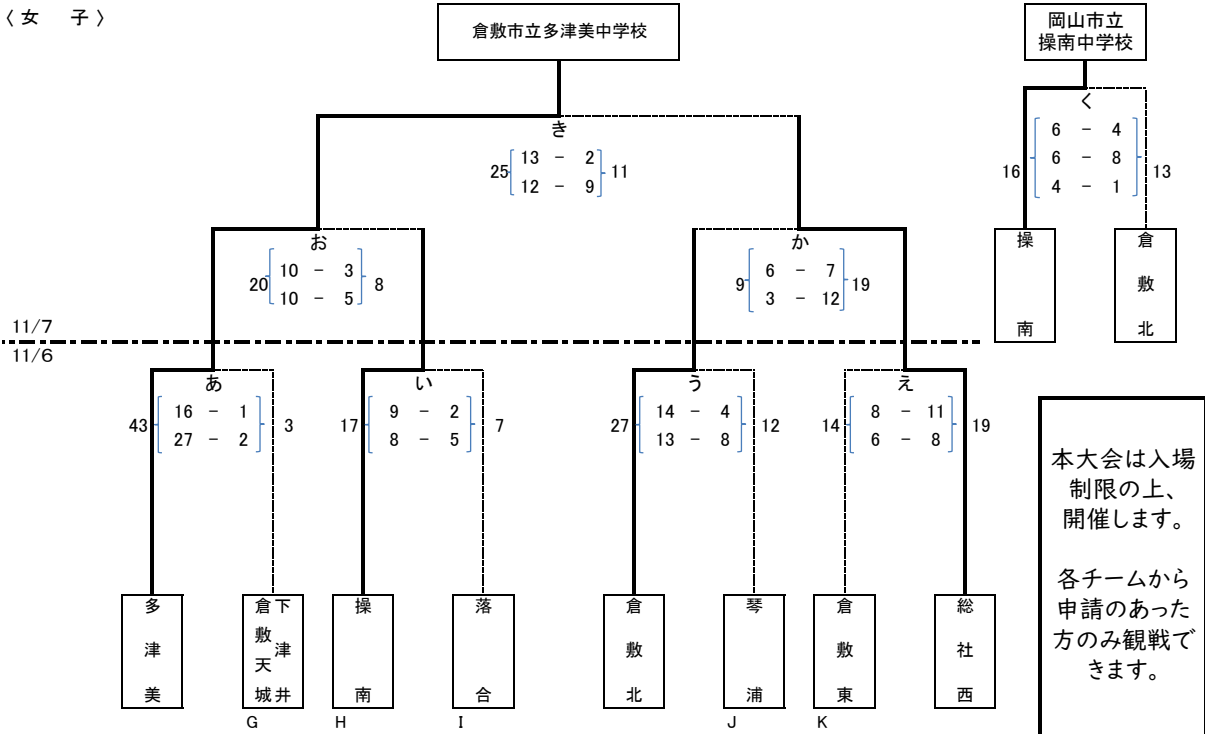 〈 女 子 〉
倉敷市立多津美中学校
岡山市立
操南中学校
き
25 13 － 2 11
12 － 9
く
6 － 4
16 6 － 8 13
4 － 1
お
20 10 － 3 8
10 － 5
か
9 6 － 7 19
3 － 12
操南
倉敷北
11/7
11/6
あ
43 16 － 1 3
27 － 2
い
17 9 － 2 7
8 － 5
う
27 14 － 4 12
13 － 8
え
14 8 － 11 19
6 － 8
本大会は入場
制限の上、
開催します。
各チームから
申請のあった
方のみ観戦で
きます。
多津美
下津井
倉敷天城
操南
落合
倉敷北
琴浦
倉敷東
総社西
G H I J K